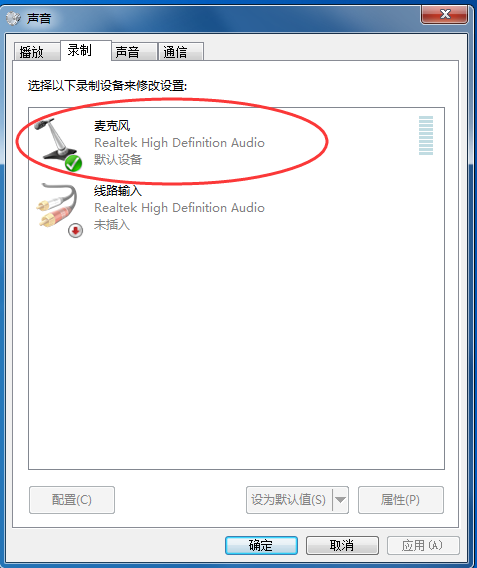 声音
播放 录制 声音 通信
选择以下录制设备来修改设置:
麦克风
Realtek High Definition Audio
默认设备
线路输入
Realtek High Definition Audio
未插入
配置(C) 设为默认值(S) 属性(P)
确定 取消 应用(A)